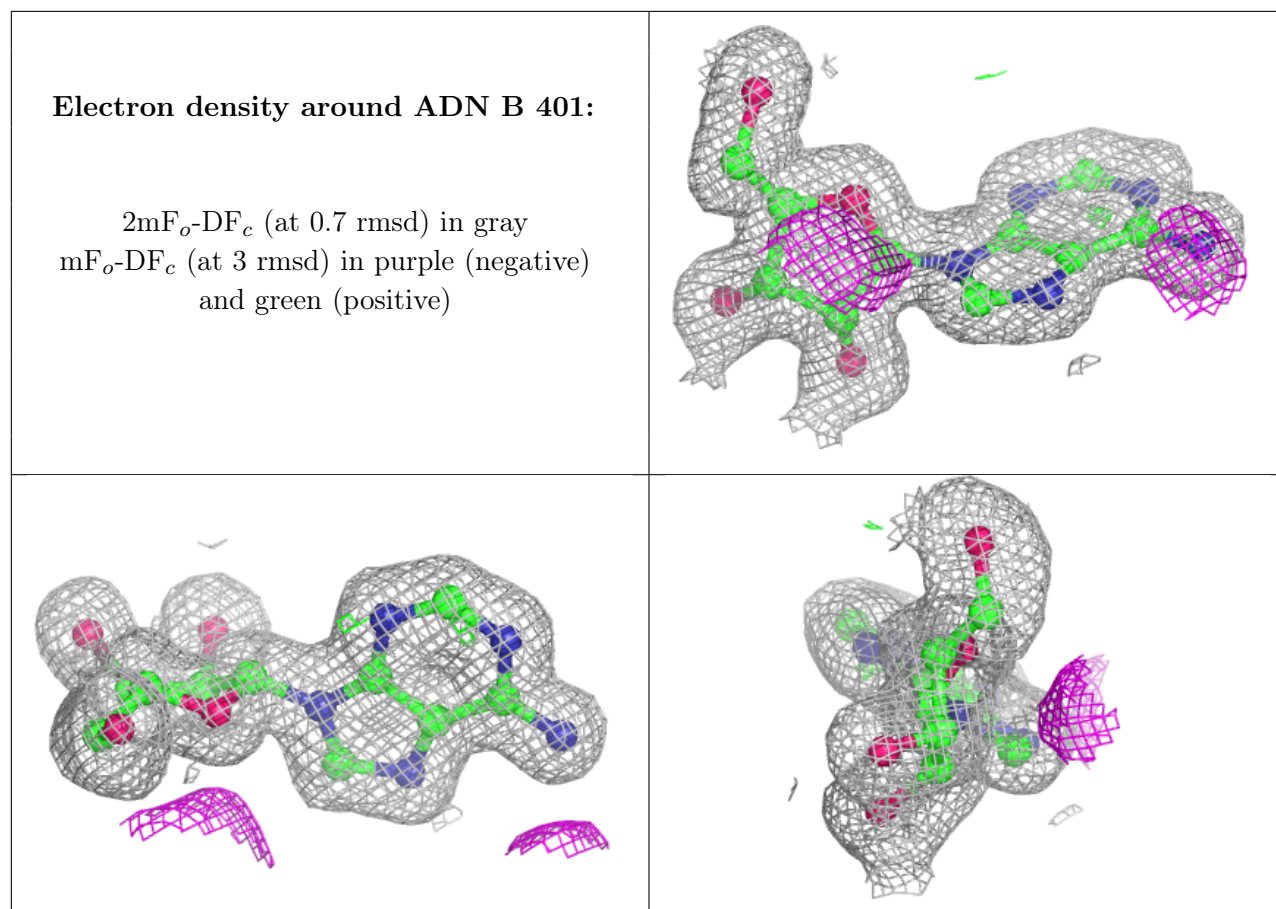 Electron density around ADN B 401:
2mFₒ-DF𝒸 (at 0.7 rmsd) in gray
mFₒ-DF𝒸 (at 3 rmsd) in purple (negative)
and green (positive)